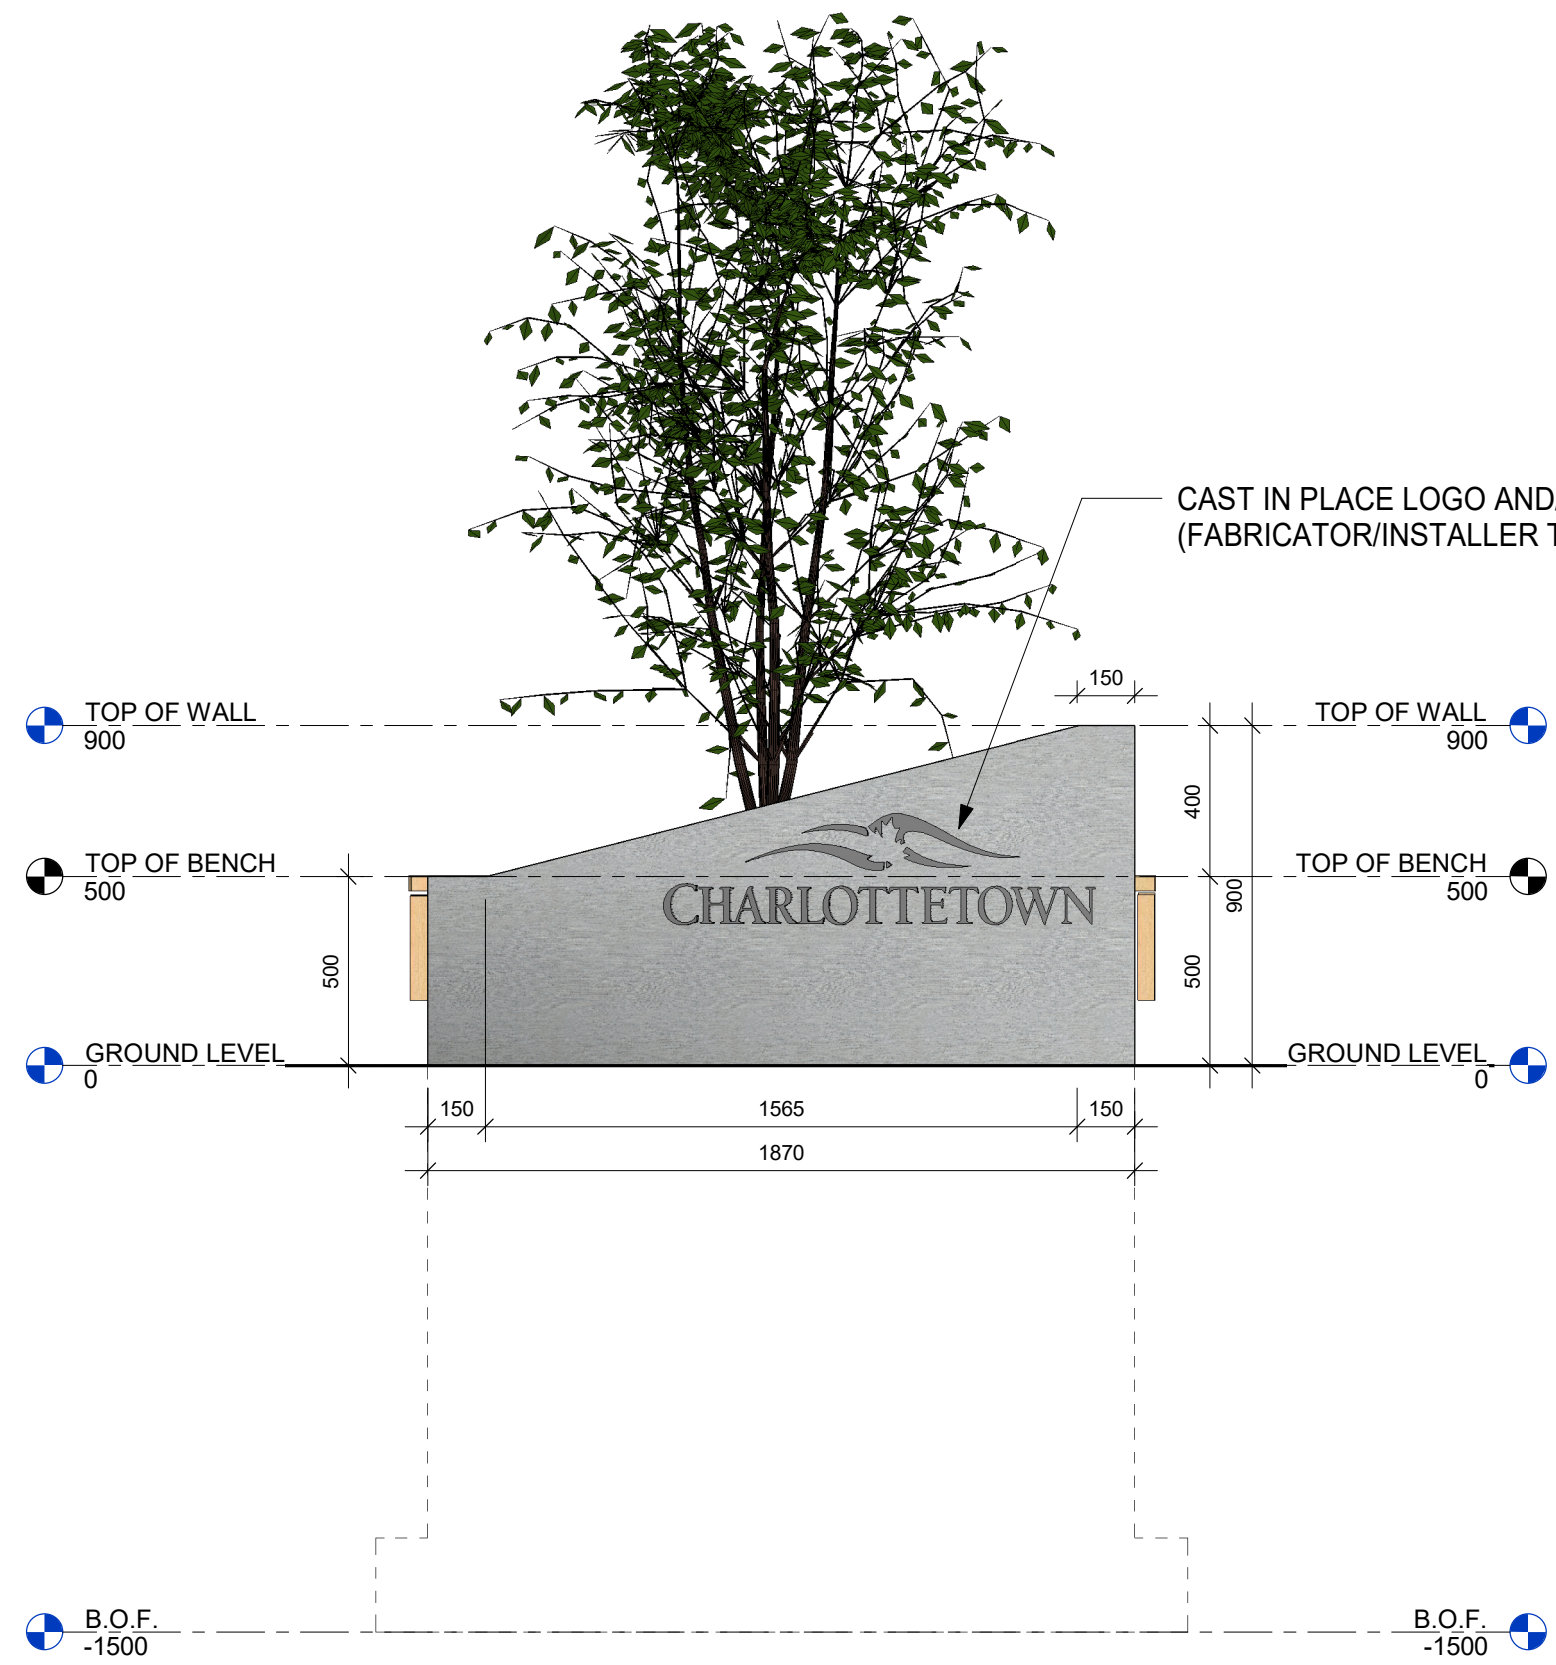 CAST IN PLACE LOGO AND
(FABRICATOR/INSTALLER T
150
TOP OF WALL
900
TOP OF WALL
900
400
TOP OF BENCH
500
TOP OF BENCH
500
900
CHARLOTTETOWN
500
500
GROUND LEVEL
0
GROUND LEVEL
0
150
1565
150
1870
B.O.F.
-1500
B.O.F.
-1500